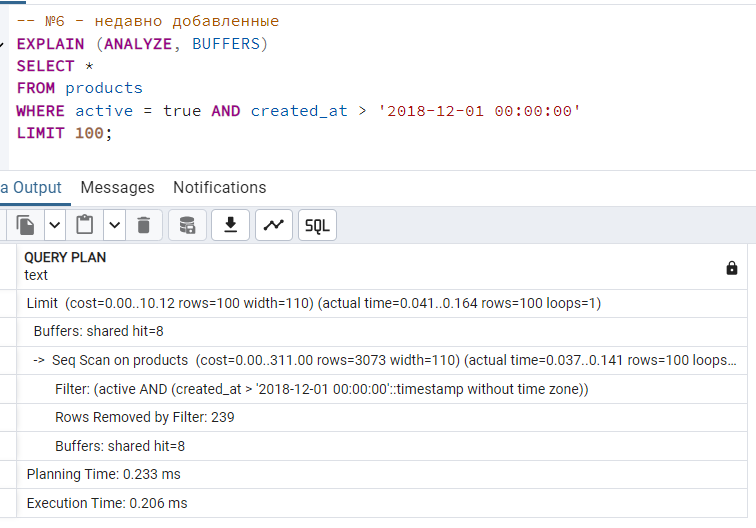 -- №6 - недавно добавленные
EXPLAIN (ANALYZE, BUFFERS)
SELECT *
FROM products
WHERE active = true AND created_at > '2018-12-01 00:00:00'
LIMIT 100;
a Output Messages Notifications
SQL
QUERY PLAN
text
Limit (cost=0.00..10.12 rows=100 width=110) (actual time=0.041..0.164 rows=100 loops=1)
Buffers: shared hit=8
-> Seq Scan on products (cost=0.00..311.00 rows=3073 width=110) (actual time=0.037..0.141 rows=100 loops...
Filter: (active AND (created_at > '2018-12-01 00:00:00'::timestamp without time zone))
Rows Removed by Filter: 239
Buffers: shared hit=8
Planning Time: 0.233 ms
Execution Time: 0.206 ms